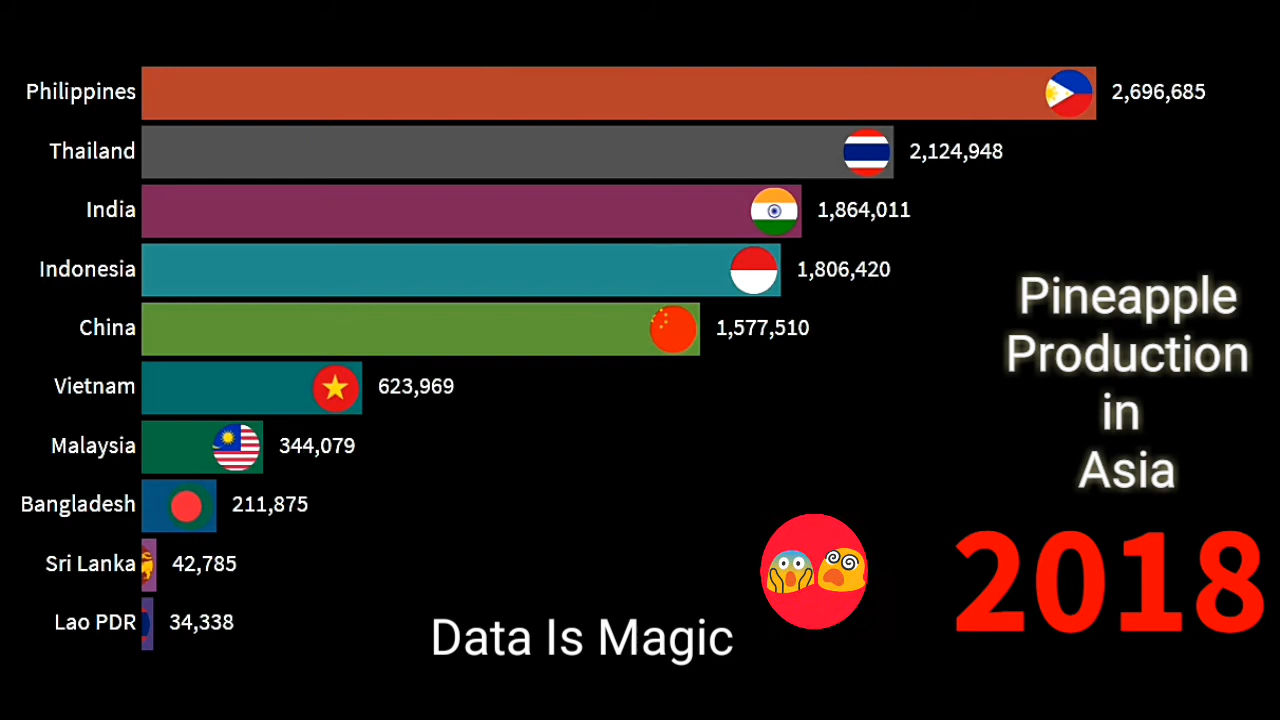 Philippines 2,696,685
Thailand 2,124,948
India 1,864,011
Indonesia 1,806,420
China 1,577,510
Vietnam 623,969
Malaysia 344,079
Bangladesh 211,875
Sri Lanka 42,785
Lao PDR 34,338
Pineapple
Production
in
Asia
2018
Data Is Magic